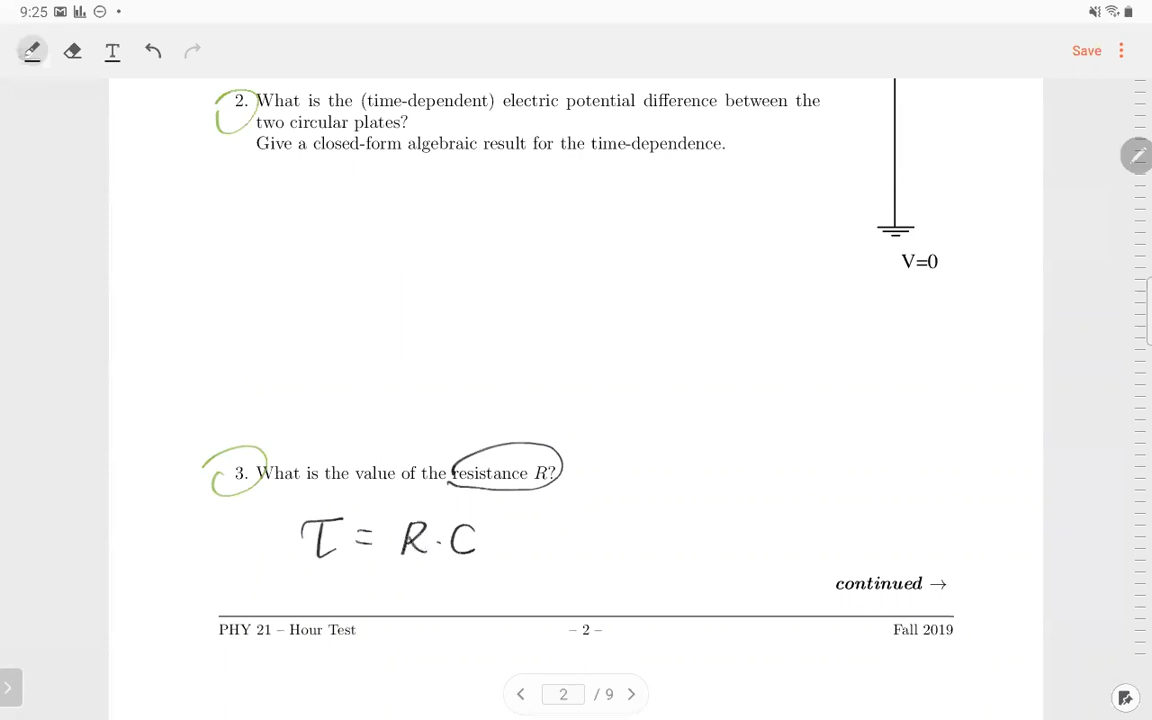 9:25
Save
2. What is the (time-dependent) electric potential difference between the
two circular plates?
Give a closed-form algebraic result for the time-dependence.
V=0
3. What is the value of the resistance R?
τ = R·C
continued →
PHY 21 – Hour Test – 2 – Fall 2019
2 / 9